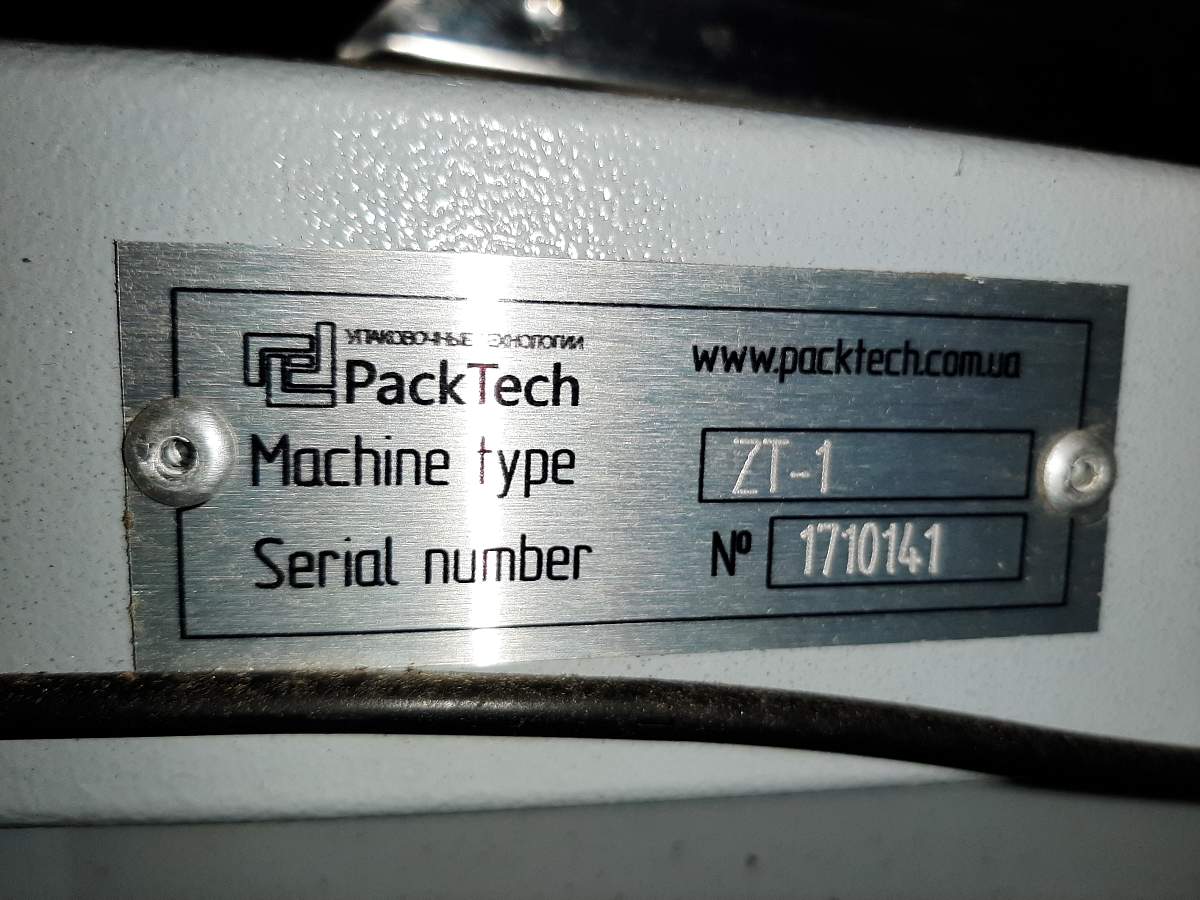 УПАКОВОЧНЫЕ ТЕХНОЛОГИИ
PackTech
www.packtech.com.ua
Machine type ZT-1
Serial number № 1710141